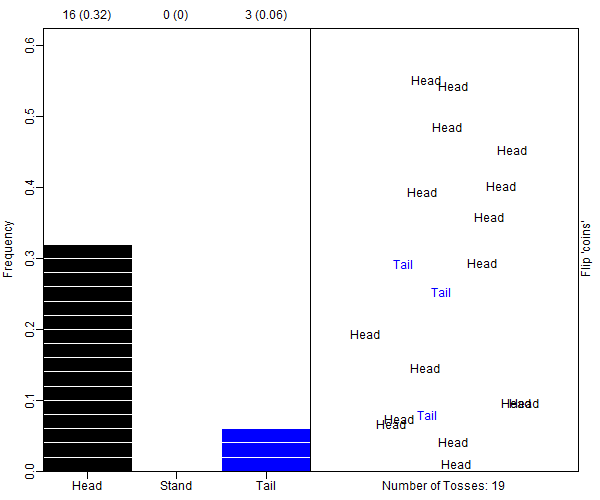 16 (0.32) 0 (0) 3 (0.06)
Frequency
0.6
0.5
0.4
0.3
0.2
0.1
0.0
Head Stand Tail
Head
Head
Head
Head
Head
Head
Head
Tail
Head
Tail
Head
Head
Head
Head
Head
Tail
Head
Head
Head
Number of Tosses: 19
Flip 'coins'